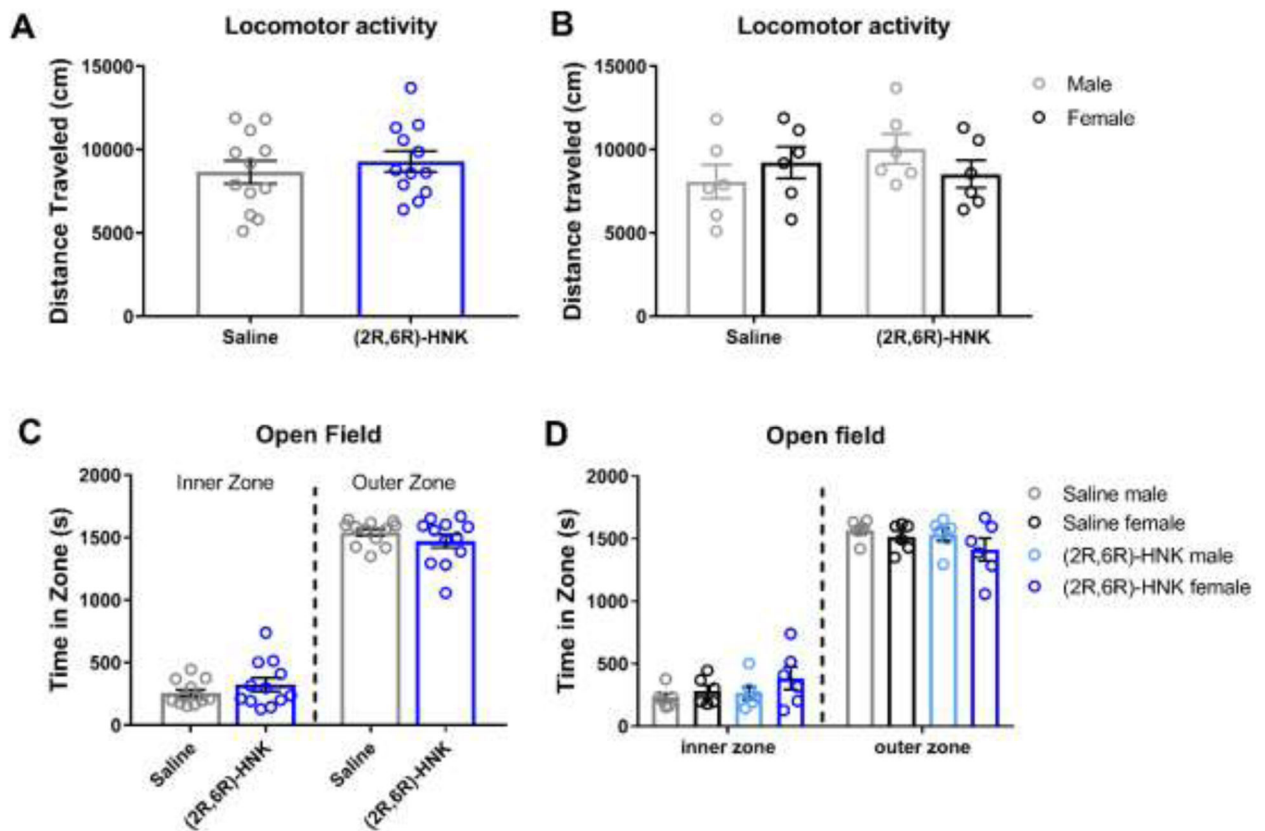 A
Locomotor activity
Distance Traveled (cm)
15000
10000
5000
0
Saline
(2R,6R)-HNK
B
Locomotor activity
Distance traveled (cm)
15000
10000
5000
0
Saline
(2R,6R)-HNK
Male
Female
C
Open Field
Time in Zone (s)
2000
1500
1000
500
0
Inner Zone
Outer Zone
Saline
(2R,6R)-HNK
Saline
(2R,6R)-HNK
D
Open field
Time in Zone (s)
2000
1500
1000
500
0
inner zone
outer zone
Saline male
Saline female
(2R,6R)-HNK male
(2R,6R)-HNK female